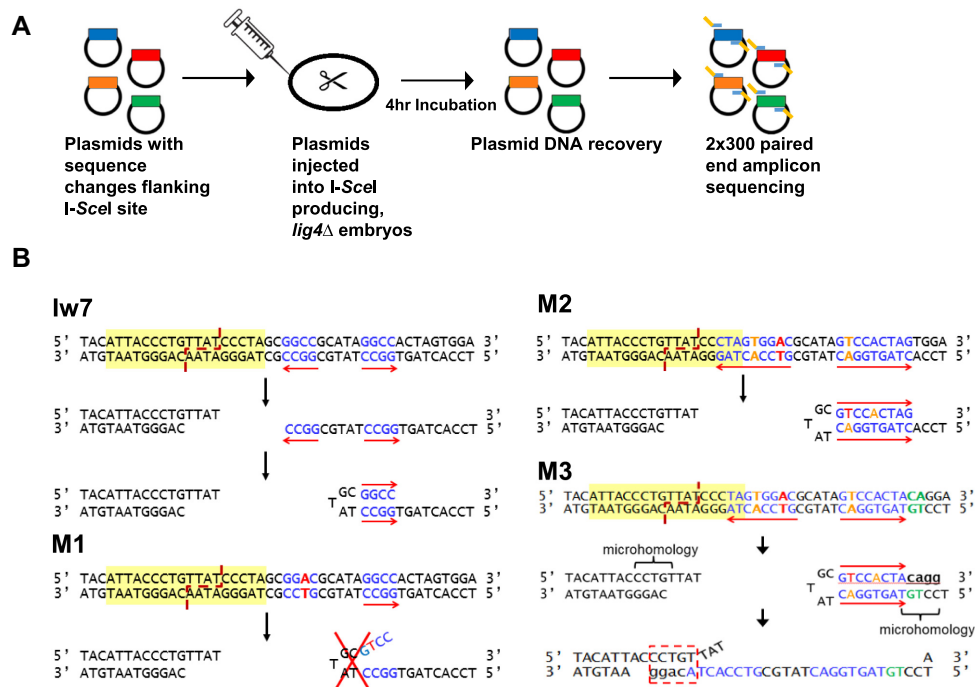 A
4hr Incubation
Plasmids with
sequence
changes flanking
I-SceI site
Plasmids
injected
into I-SceI
producing,
lig4Δ embryos
Plasmid DNA recovery
2x300 paired
end amplicon
sequencing
B
Iw7
5' TACATTACCCTGTTATCCCTAGCGGCCGCATAGGCCACTAGTGGA 3'
3' ATGTAATGGGACAATAGGGATCGCCGGCGTATCCGGTGATCACCT 5'
5' TACATTACCCTGTTAT 3'
3' ATGTAATGGGAC CCGGCGTATCCGGTGATCACCT 5'
5' TACATTACCCTGTTAT GC GGCC 3'
T
3' ATGTAATGGGAC AT CCGGTGATCACCT 5'
M1
5' TACATTACCCTGTTATCCCTAGCGGACGCATAGGCCACTAGTGGA 3'
3' ATGTAATGGGACAATAGGGATCGCCTGCGTATCCGGTGATCACCT 5'
5' TACATTACCCTGTTAT GC GTCC 3'
T
3' ATGTAATGGGAC AT CCGGTGATCACCT 5'
M2
5' TACATTACCCTGTTATCCCTAGTGGACGCATAGTCCACTAGTGGA 3'
3' ATGTAATGGGACAATAGGGATCACCTGCGTATCAGGTGATCACCT 5'
5' TACATTACCCTGTTAT GC GTCCACTAG 3'
T
3' ATGTAATGGGAC AT CAGGTGATCACCT 5'
M3
5' TACATTACCCTGTTATCCCTAGTGGACGCATAGTCCACTACAGGA 3'
3' ATGTAATGGGACAATAGGGATCACCTGCGTATCAGGTGATGTCCT 5'
microhomology
5' TACATTACCCTGTTAT GC GTCCACTAcagg 3'
T
3' ATGTAATGGGAC AT CAGGTGATGTCCT 5'
microhomology
5' TACATTACCCTGT TAT A 3'
3' ATGTAA ggacATCACCTGCGTATCAGGTGATGTCCT 5'